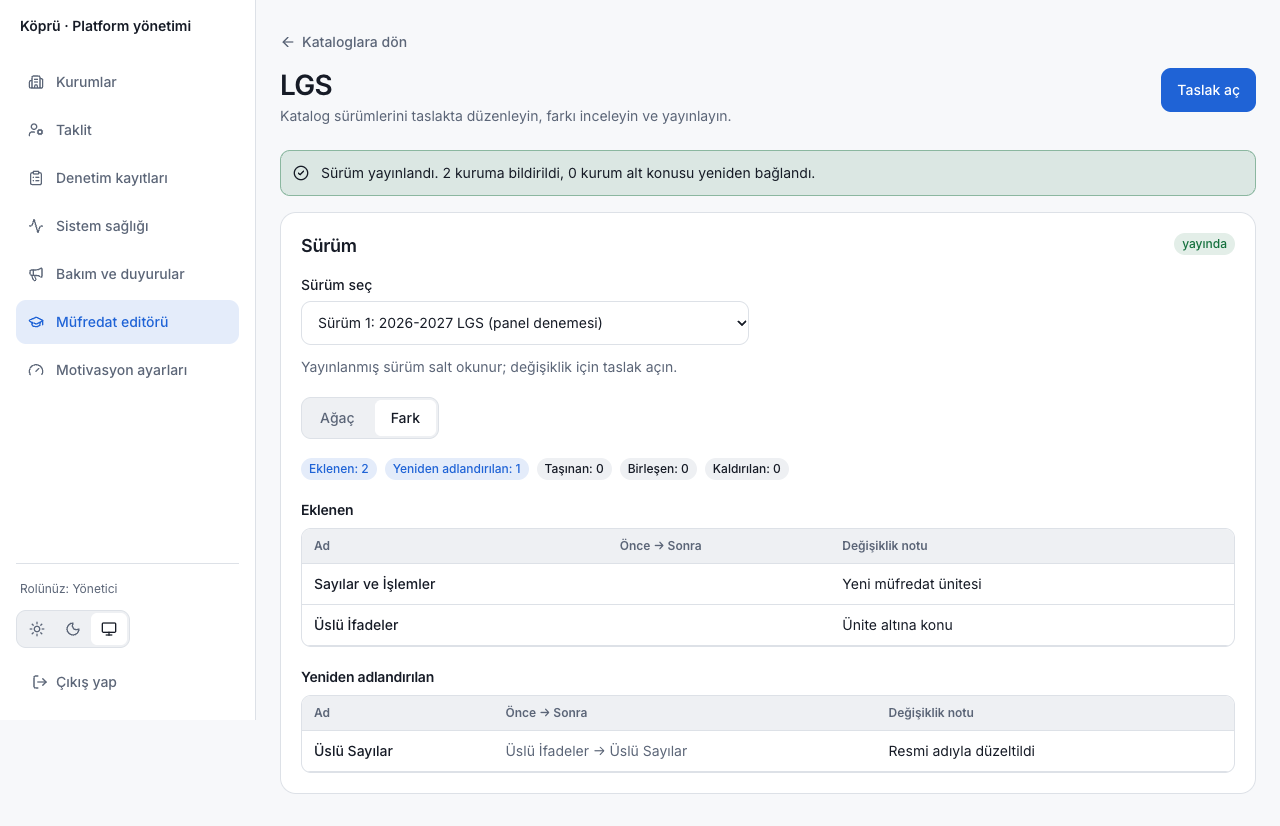 Köprü · Platform yönetimi
Kurumlar
Taklit
Denetim kayıtları
Sistem sağlığı
Bakım ve duyurular
Müfredat editörü
Motivasyon ayarları
Rolünüz: Yönetici
Çıkış yap
← Kataloglara dön
LGS
Katalog sürümlerini taslakta düzenleyin, farkı inceleyin ve yayınlayın.
Taslak aç
Sürüm yayınlandı. 2 kuruma bildirildi, 0 kurum alt konusu yeniden bağlandı.
Sürüm
yayında
Sürüm seç
Sürüm 1: 2026-2027 LGS (panel denemesi)
Yayınlanmış sürüm salt okunur; değişiklik için taslak açın.
Ağaç Fark
Eklenen: 2 Yeniden adlandırılan: 1 Taşınan: 0 Birleşen: 0 Kaldırılan: 0
Eklenen
Ad Önce → Sonra Değişiklik notu
Sayılar ve İşlemler Yeni müfredat ünitesi
Üslü İfadeler Ünite altına konu
Yeniden adlandırılan
Ad Önce → Sonra Değişiklik notu
Üslü Sayılar Üslü İfadeler → Üslü Sayılar Resmi adıyla düzeltildi